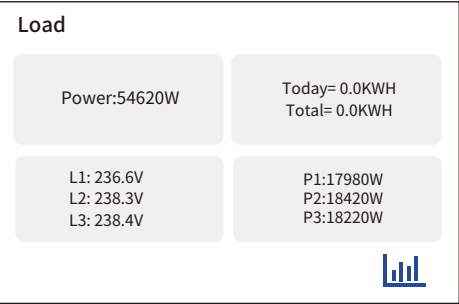 Load
Power:54620W
Today= 0.0KWH
Total= 0.0KWH
L1: 236.6V
L2: 238.3V
L3: 238.4V
P1:17980W
P2:18420W
P3:18220W